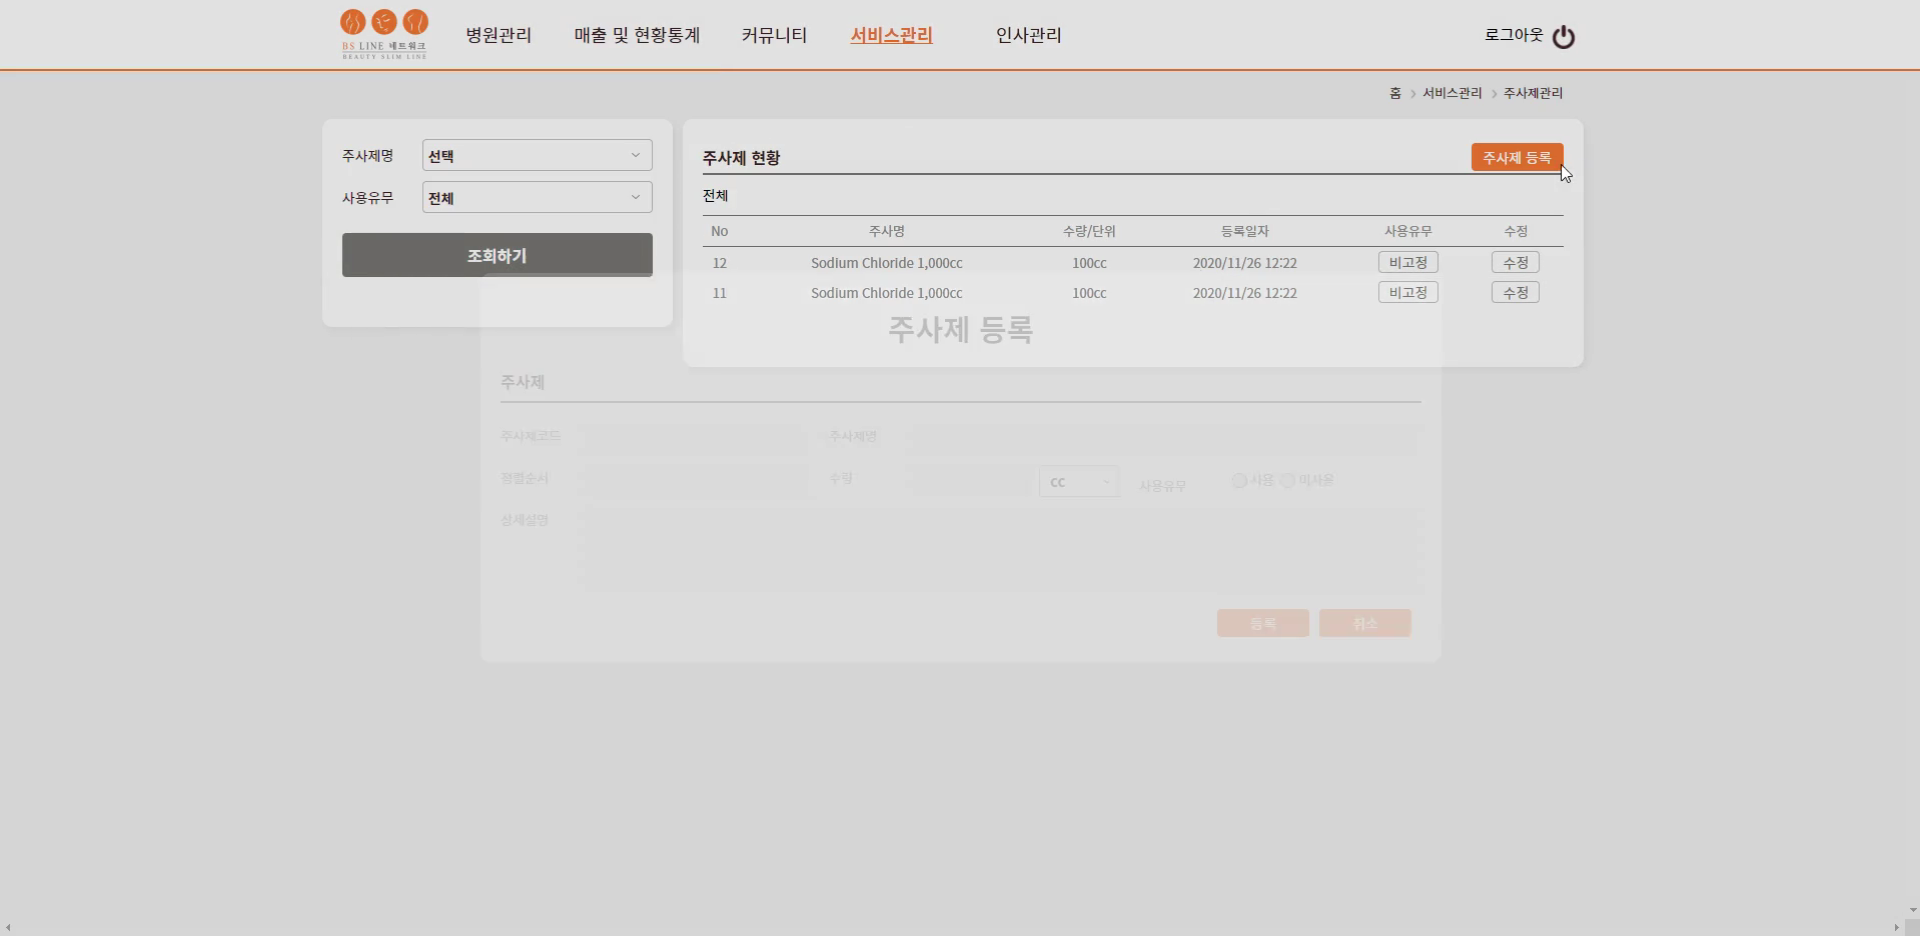 BS LINE 네트워크
BEAUTY SLIM LINE
병원관리 매출 및 현황통계 커뮤니티 서비스관리 인사관리 로그아웃
홈 > 서비스관리 > 주사제관리
주사제명 선택
사용유무 전체
조회하기
주사제 현황 주사제 등록
전체
No 주사명 수량/단위 등록일자 사용유무 수정
12 Sodium Chloride 1,000cc 100cc 2020/11/26 12:22 비고정 수정
11 Sodium Chloride 1,000cc 100cc 2020/11/26 12:22 비고정 수정
주사제 등록
주사제
주사제코드 주사제명
정렬순서 수량 CC 사용유무 사용 미사용
상세설명
등록 취소